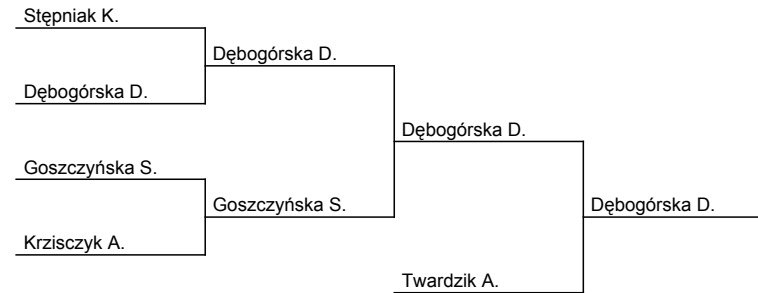 Stępniak K.
Dębogórska D.
Dębogórska D.
Dębogórska D.
Goszczyńska S.
Goszczyńska S.
Dębogórska D.
Krzisczyk A.
Twardzik A.